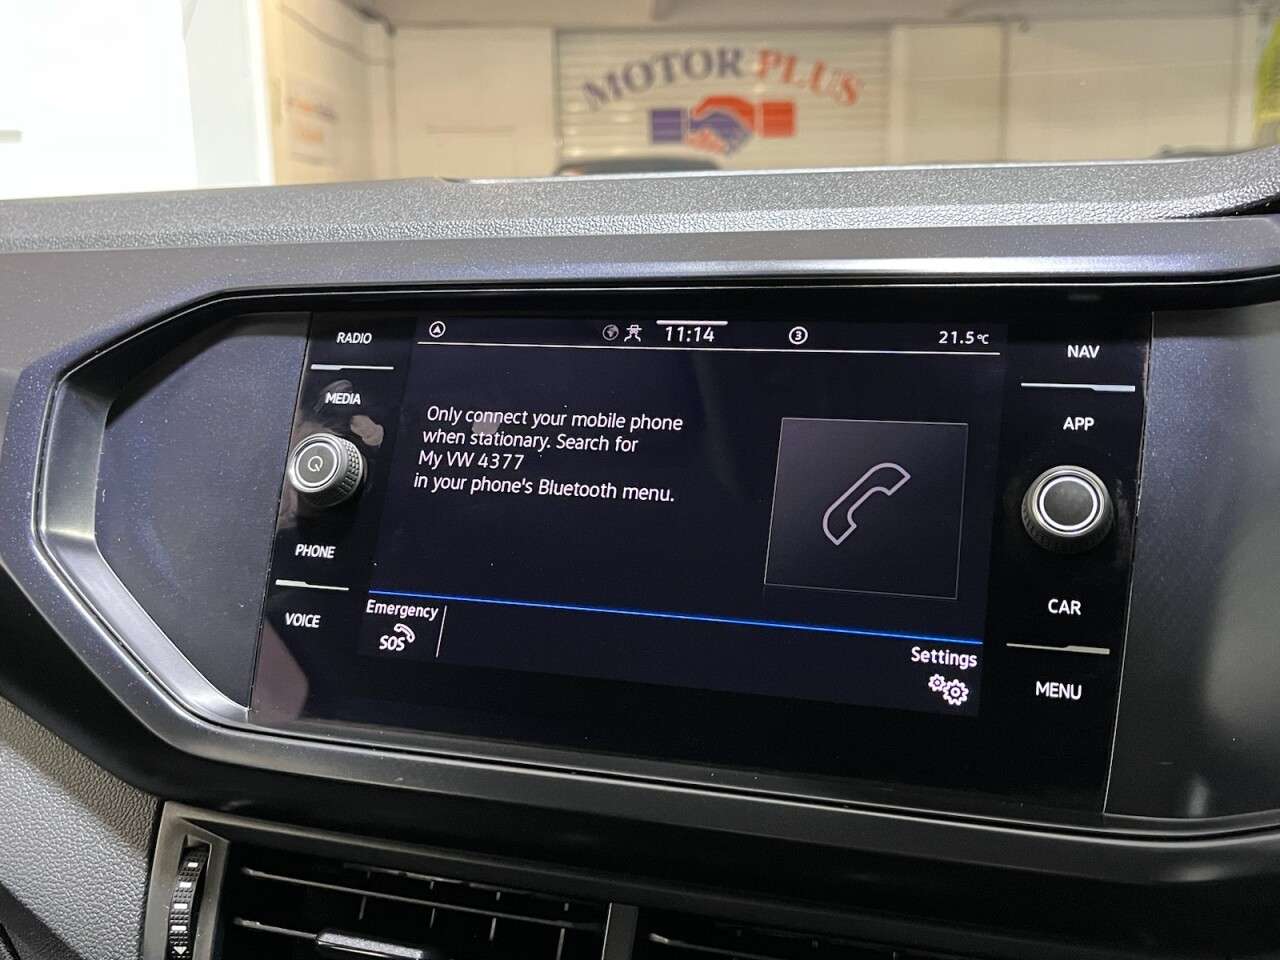 MOTOR PLUS
RADIO
MEDIA
PHONE
VOICE
11:14
3
21.5°C
Only connect your mobile phone
when stationary. Search for
My VW 4377
in your phone's Bluetooth menu.
Emergency
SOS
Settings
NAV
APP
CAR
MENU